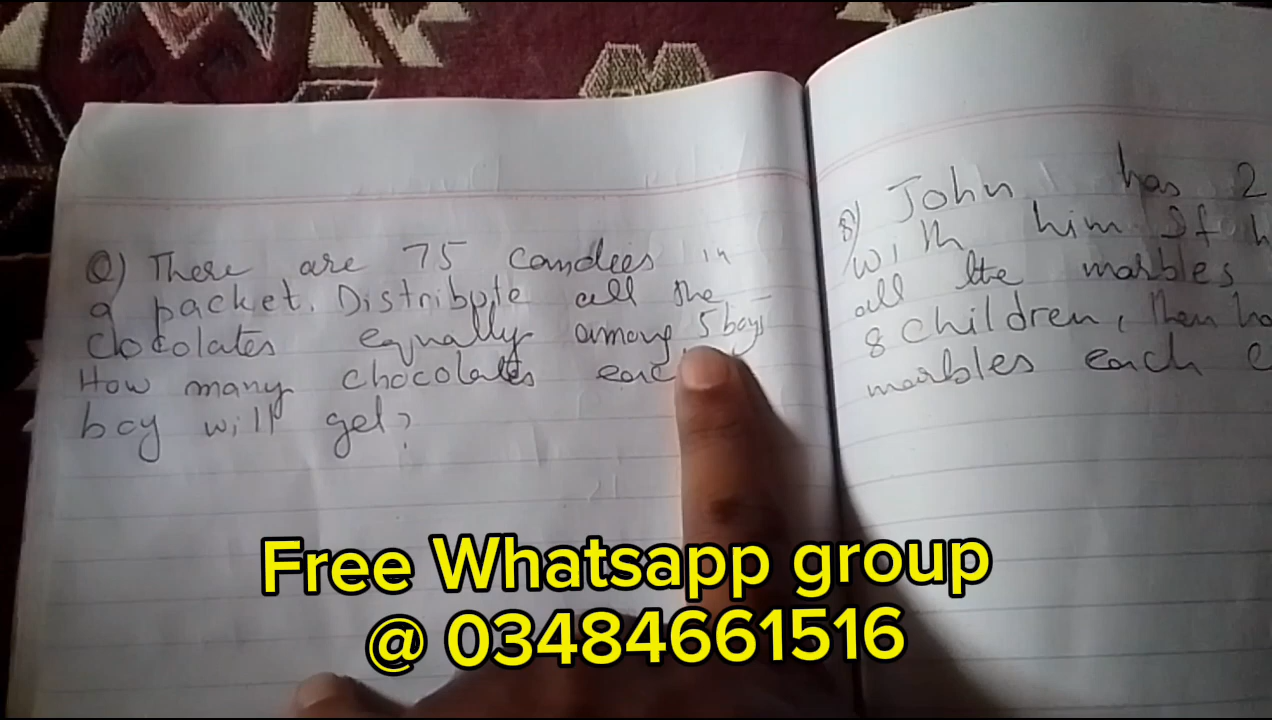 Q) There are 75 candies in
a packet. Distribute all the
chocolates equally among 5 boys
How many chocolates each
boy will get?
8) John has 2
with him If h
all the marbles
8 children, then ho
marbles each c
Free Whatsapp group
@ 03484661516